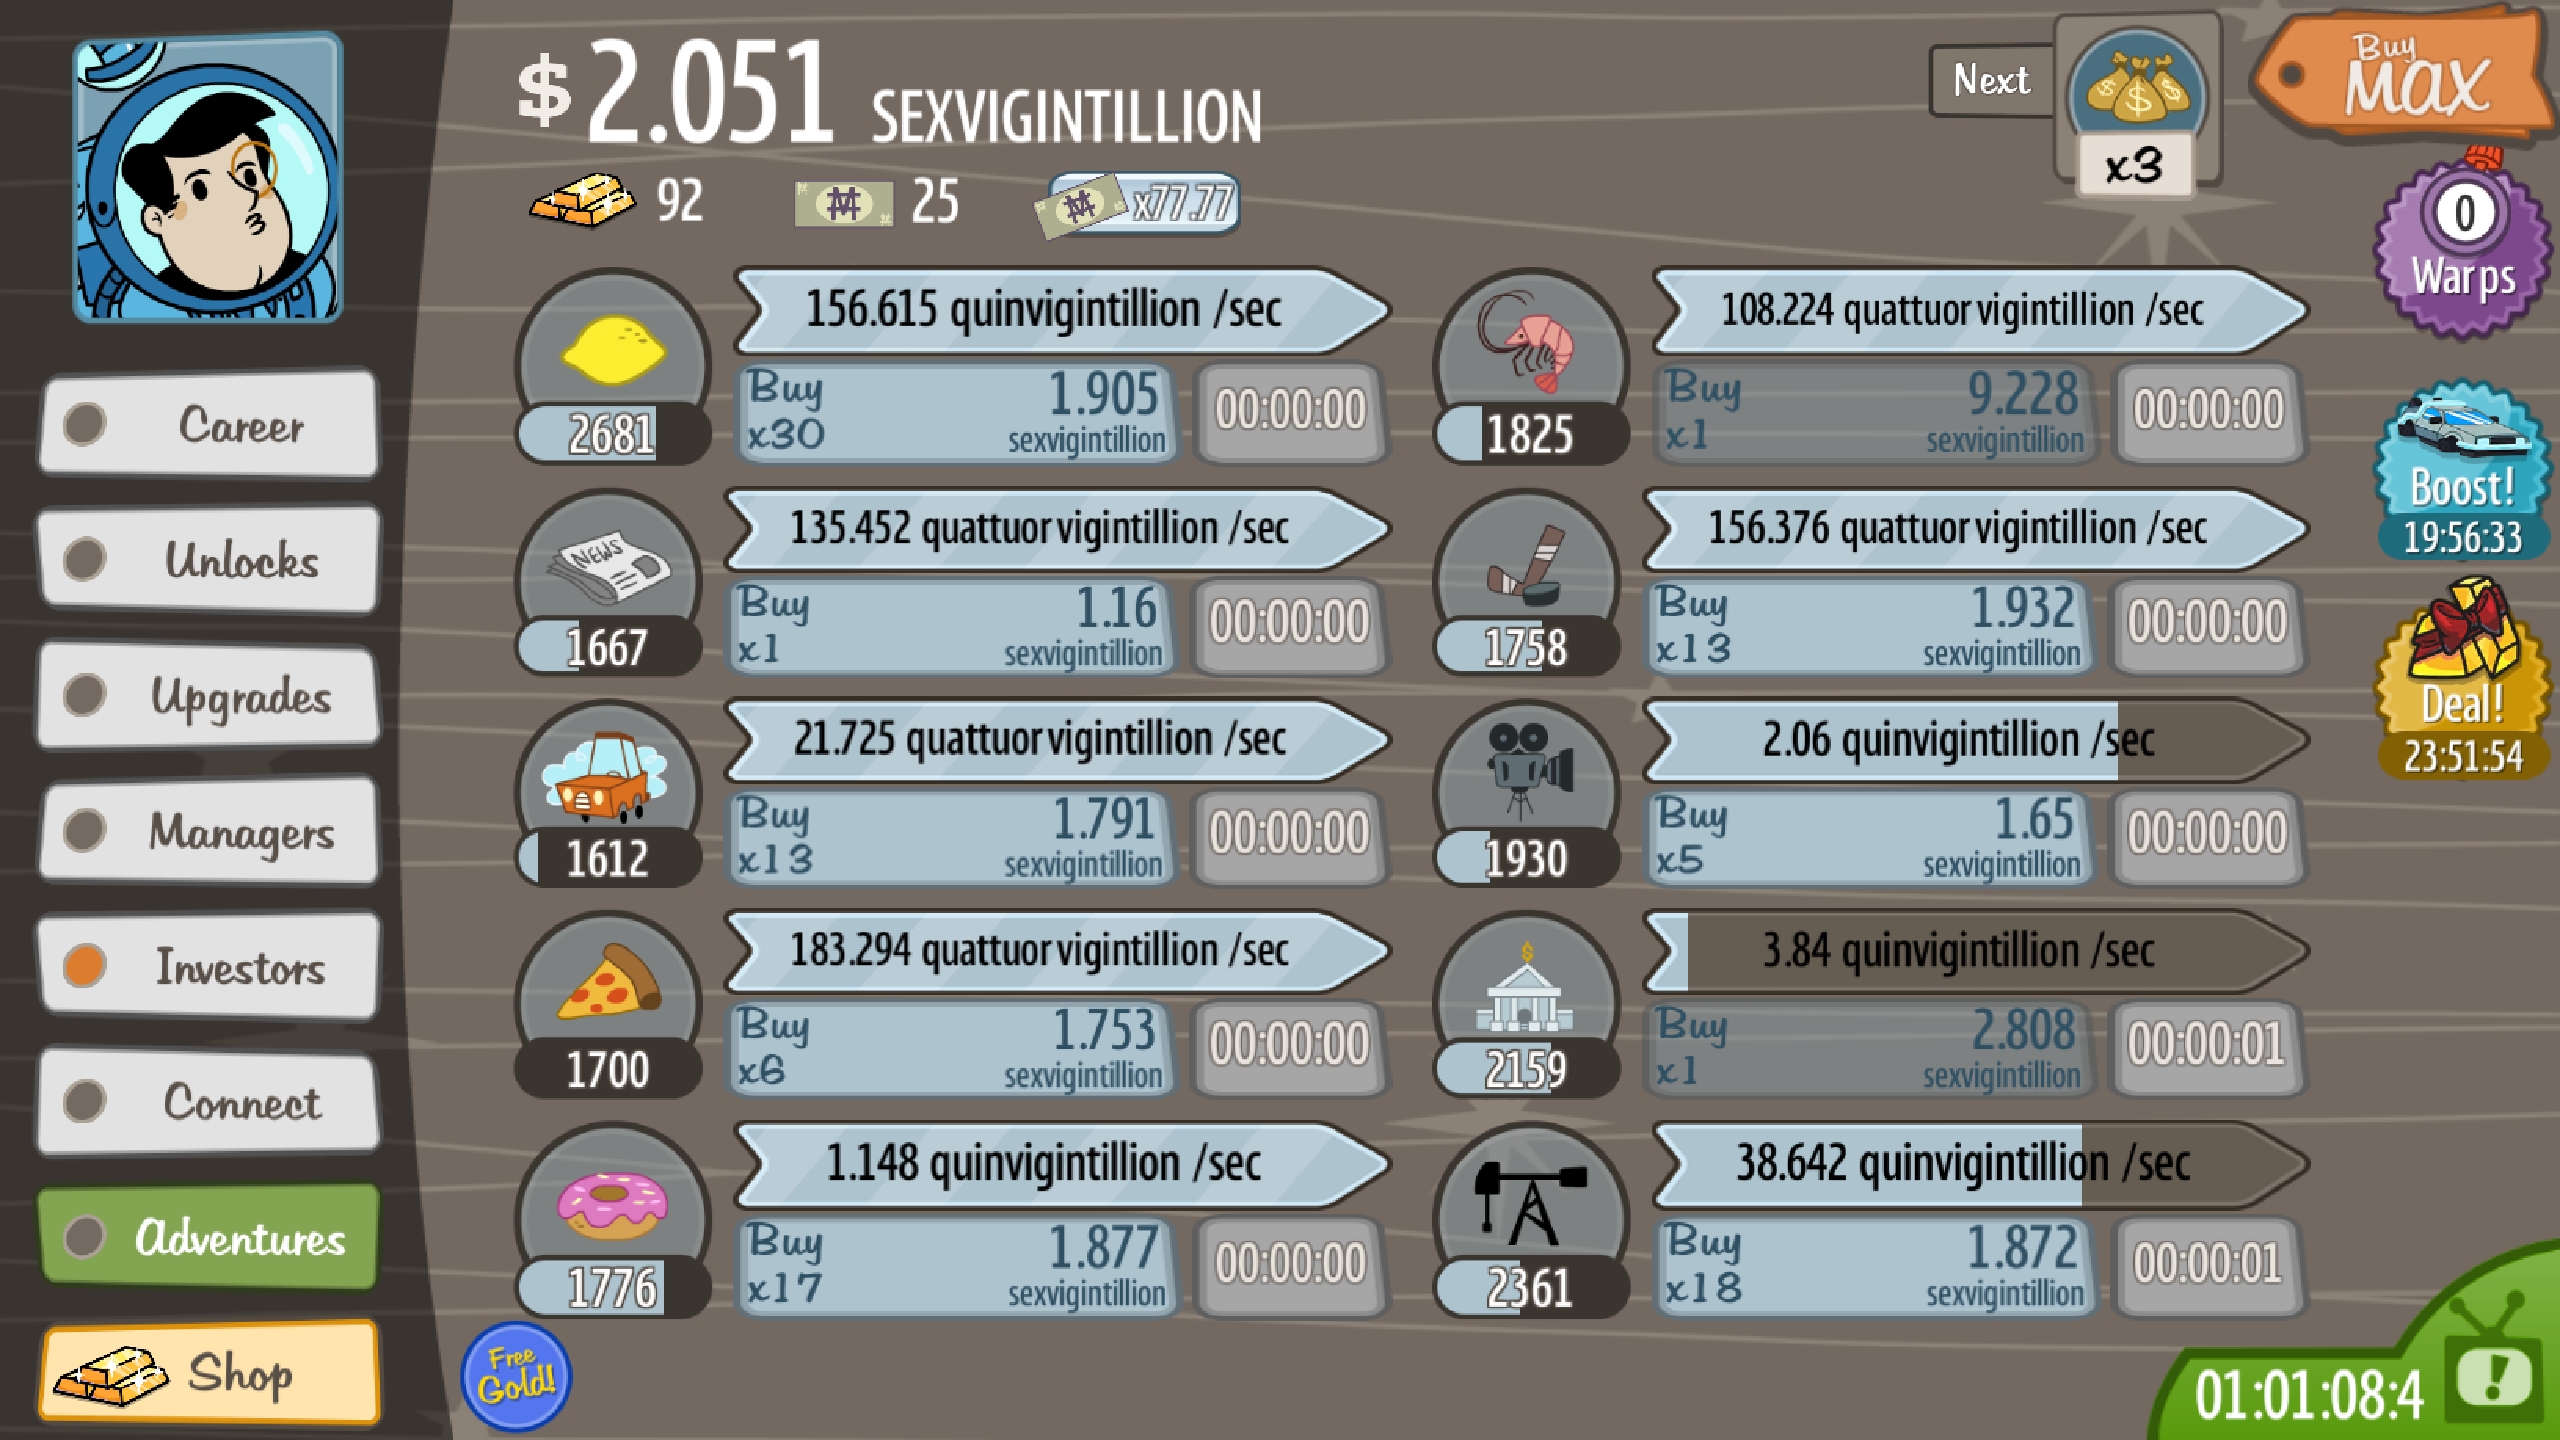 $2.051 SEXVIGINTILLION
92 25 x77.77
Next
x3
Buy
MAX
0
Warps
Boost!
19:56:33
Deal!
23:51:54
Career
Unlocks
Upgrades
Managers
Investors
Connect
Adventures
Shop
156.615 quinvigintillion /sec
2681
Buy 1.905
x30 sexvigintillion
00:00:00
NEWS
135.452 quattuorvigintillion /sec
1667
Buy 1.16
x1 sexvigintillion
00:00:00
21.725 quattuorvigintillion /sec
1612
Buy 1.791
x13 sexvigintillion
00:00:00
183.294 quattuorvigintillion /sec
1700
Buy 1.753
x6 sexvigintillion
00:00:00
1.148 quinvigintillion /sec
1776
Buy 1.877
x17 sexvigintillion
00:00:00
108.224 quattuorvigintillion /sec
1825
Buy 9.228
x1 sexvigintillion
00:00:00
156.376 quattuorvigintillion /sec
1758
Buy 1.932
x13 sexvigintillion
00:00:00
2.06 quinvigintillion /sec
1930
Buy 1.65
x5 sexvigintillion
00:00:00
3.84 quinvigintillion /sec
2159
Buy 2.808
x1 sexvigintillion
00:00:01
38.642 quinvigintillion /sec
2361
Buy 1.872
x18 sexvigintillion
00:00:01
Free
Gold!
01:01:08:4
!